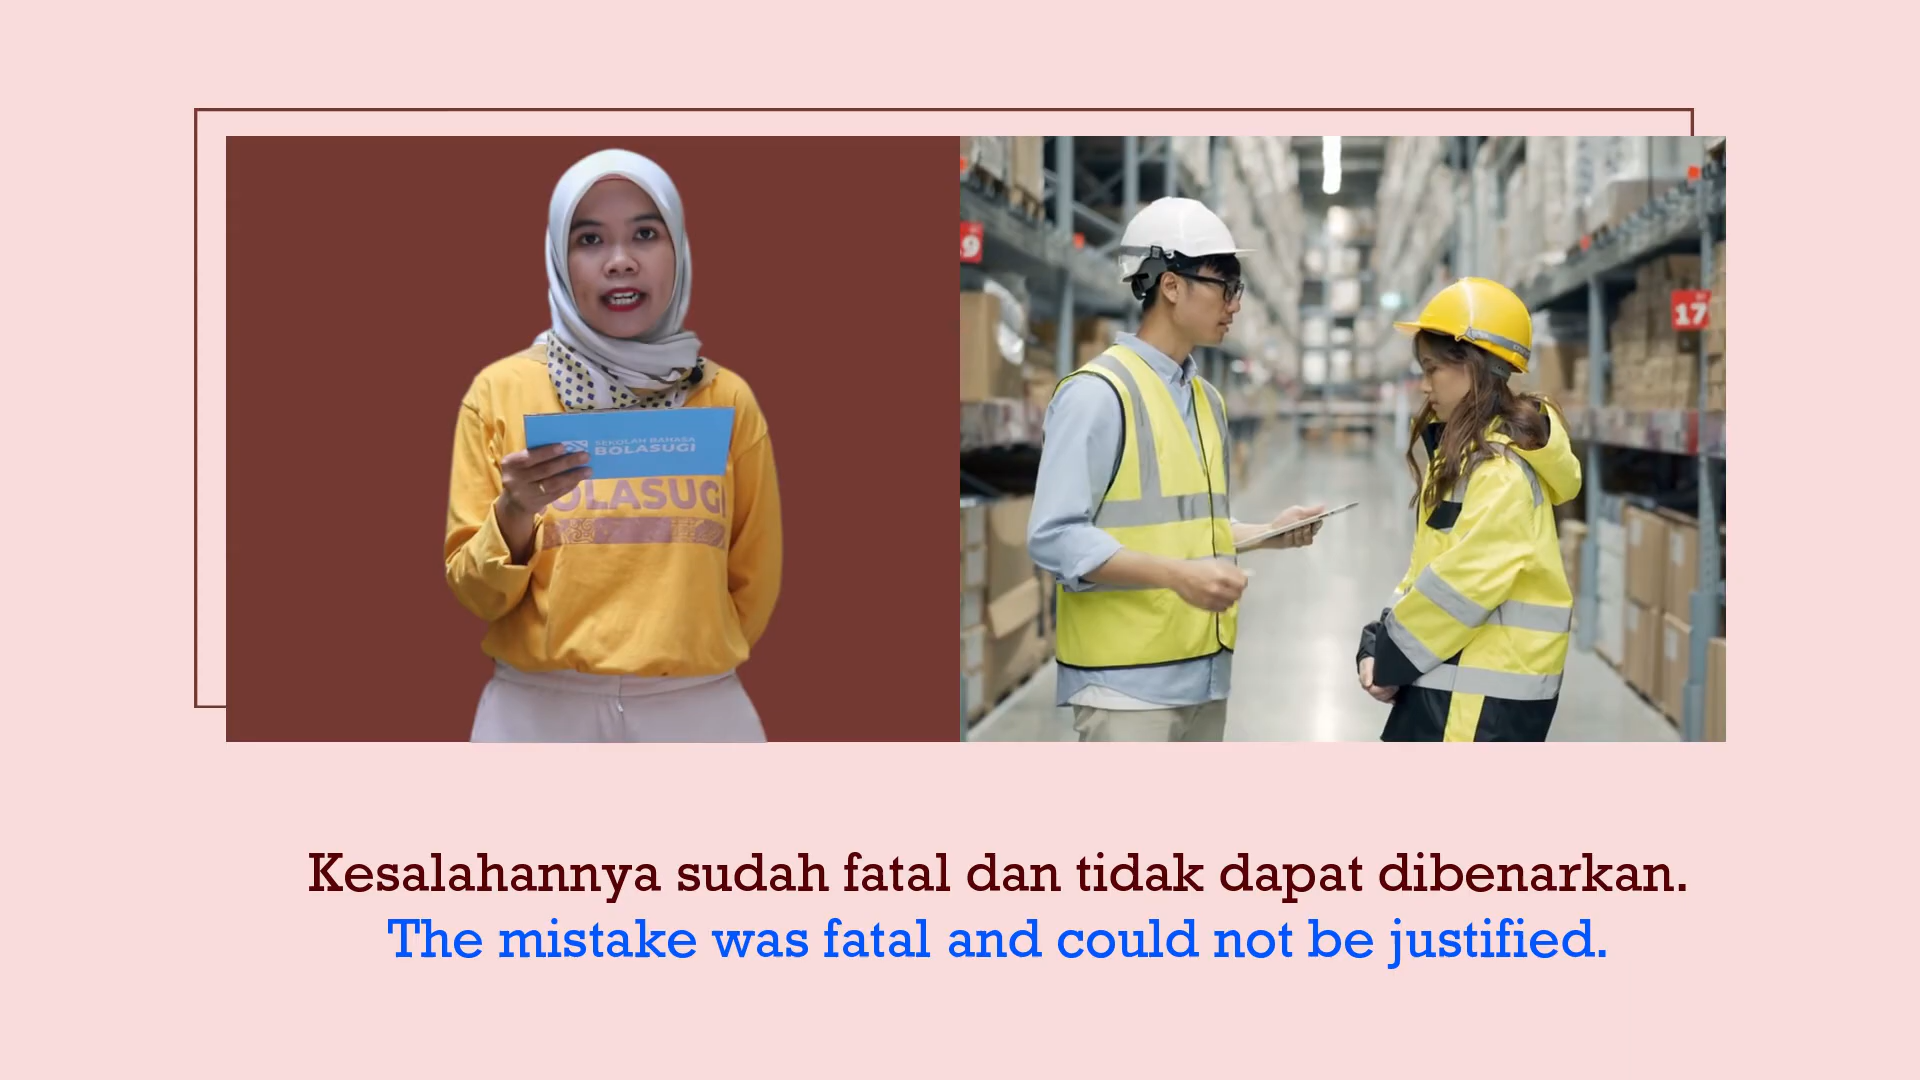 9
17
SEKOLAH BAHASA
BOLASUGI
OLASUGI
Kesalahannya sudah fatal dan tidak dapat dibenarkan.
The mistake was fatal and could not be justified.